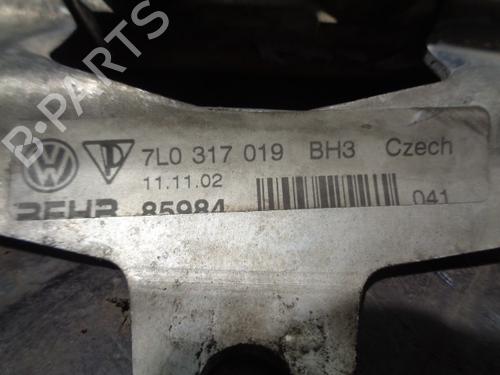 B-PARTS
7L0 317 019 BH3 Czech
11.11.02
BEHR 85984 041